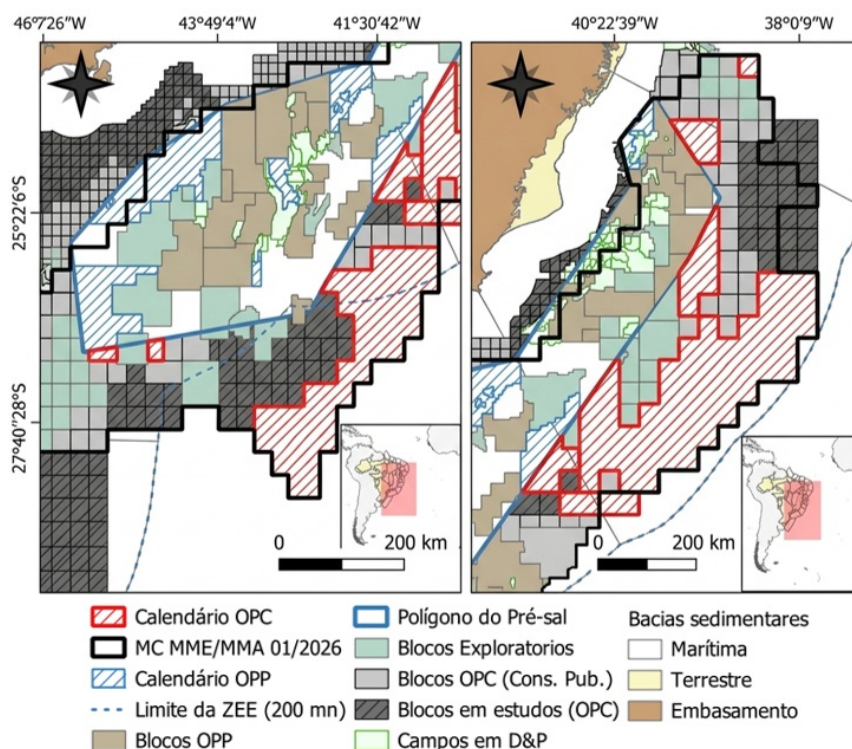 46°7'26"W 43°49'4"W 41°30'42"W 40°22'39"W 38°0'9"W
25°22'6"S
27°40'28"S
0 200 km
0 200 km
Calendário OPC Polígono do Pré-sal Bacias sedimentares
MC MME/MMA 01/2026 Blocos Exploratorios Marítima
Calendário OPP Blocos OPC (Cons. Pub.) Terrestre
Limite da ZEE (200 mn) Blocos em estudos (OPC) Embasamento
Blocos OPP Campos em D&P